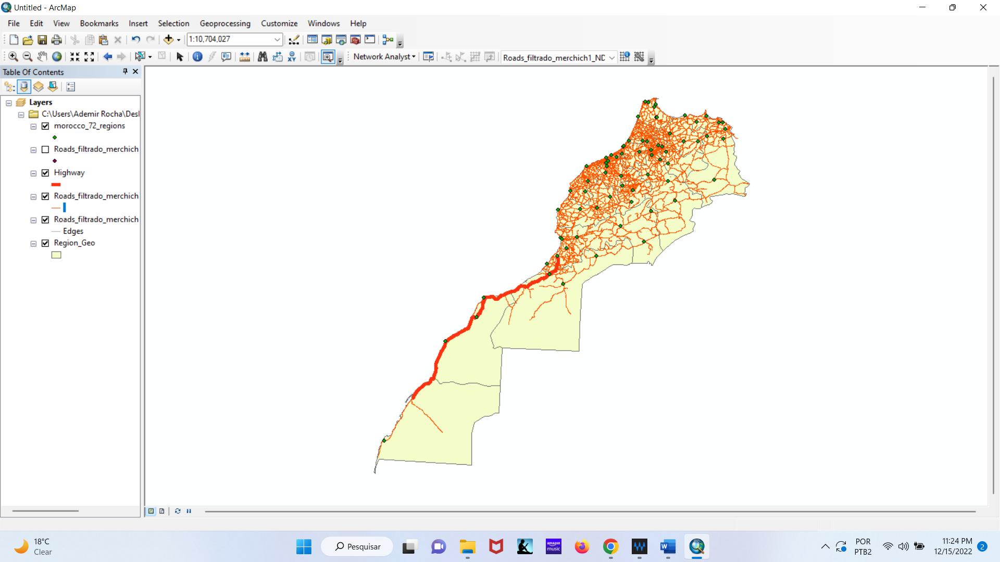 Untitled - ArcMap
File Edit View Bookmarks Insert Selection Geoprocessing Customize Windows Help
1:10,704,027
Network Analyst
Roads_filtrado_merchich1_ND
Table Of Contents
Layers
C:\Users\Ademir Rocha\Desl
morocco_72_regions
Roads_filtrado_merchich
Highway
Roads_filtrado_merchich
Roads_filtrado_merchich
Edges
Region_Geo
18°C
Clear
Pesquisar
amazon
music
W
POR
PTB2
11:24 PM
12/15/2022
2